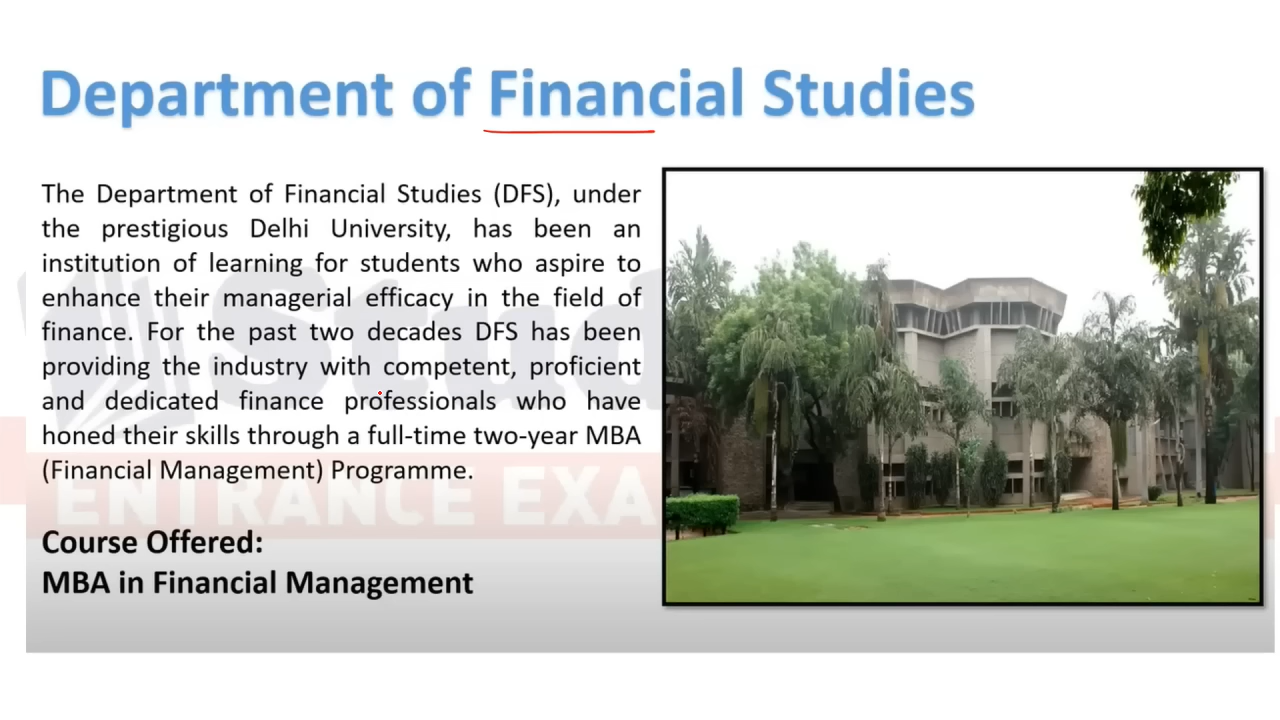 Department of Financial Studies
The Department of Financial Studies (DFS), under
the prestigious Delhi University, has been an
institution of learning for students who aspire to
enhance their managerial efficacy in the field of
finance. For the past two decades DFS has been
providing the industry with competent, proficient
and dedicated finance professionals who have
honed their skills through a full-time two-year MBA
(Financial Management) Programme.
ENTRANCE EXA
Course Offered:
MBA in Financial Management